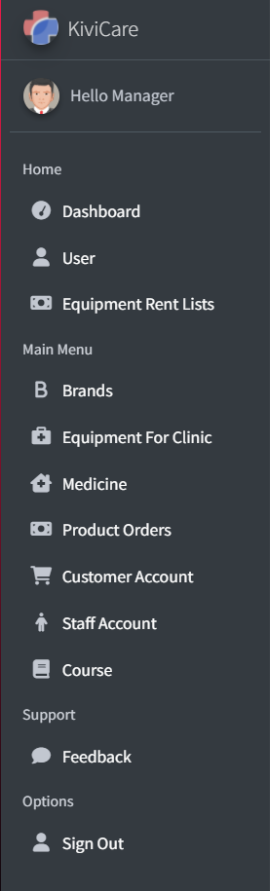 KiviCare
Hello Manager
Home
Dashboard
User
Equipment Rent Lists
Main Menu
Brands
Equipment For Clinic
Medicine
Product Orders
Customer Account
Staff Account
Course
Support
Feedback
Options
Sign Out